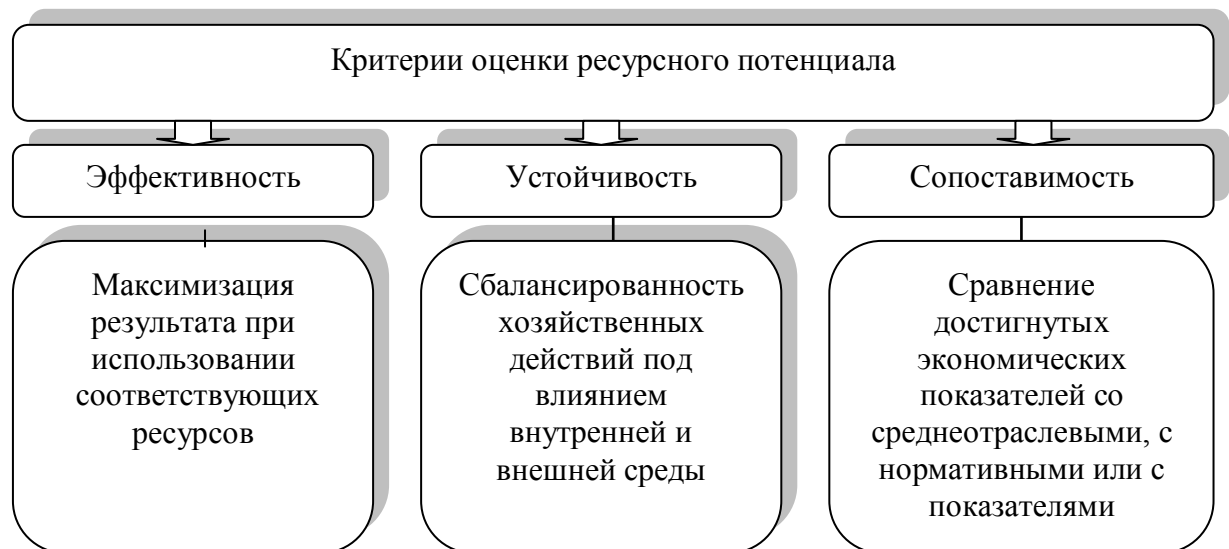 Критерии оценки ресурсного потенциала
Эффективность
Устойчивость
Сопоставимость
Максимизация
результата при
использовании
соответствующих
ресурсов
Сбалансированность
хозяйственных
действий под
влиянием
внутренней и
внешней среды
Сравнение
достигнутых
экономических
показателей со
среднеотраслевыми, с
нормативными или с
показателями